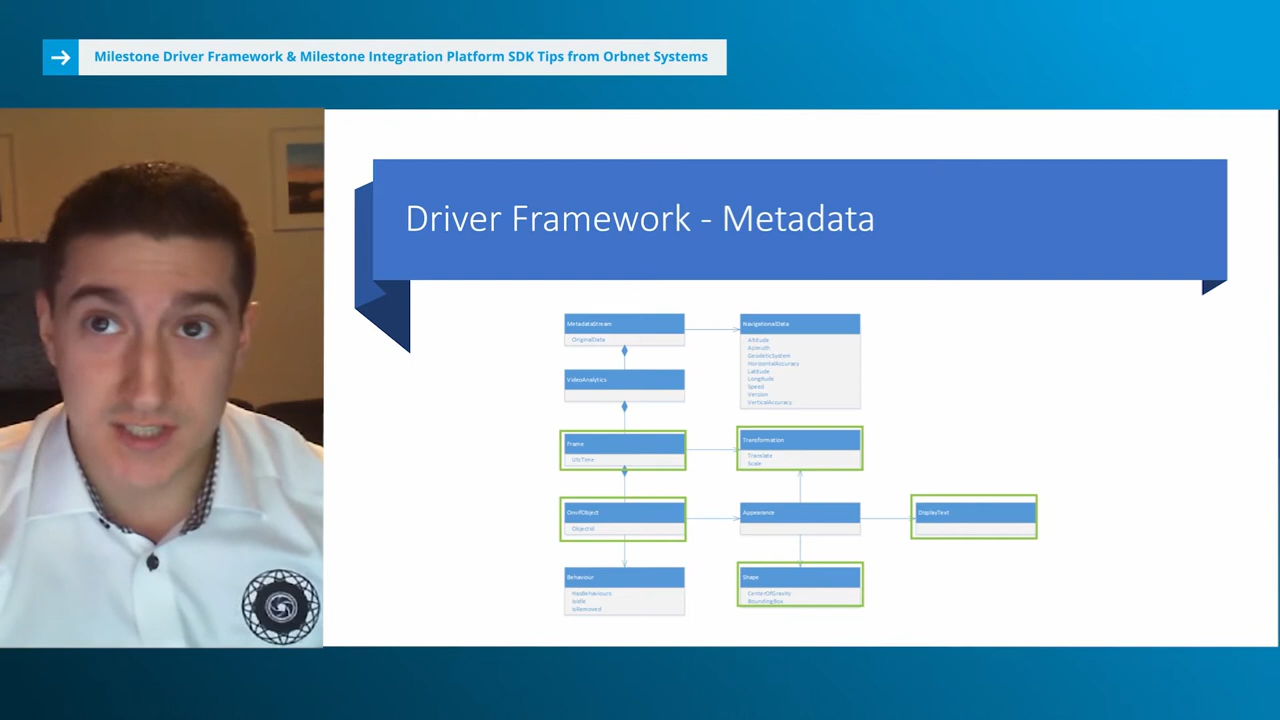 Milestone Driver Framework & Milestone Integration Platform SDK Tips from Orbnet Systems
Driver Framework - Metadata
MetadataStream
OriginalData
NavigationalData
Altitude
Azimuth
GeodeticSystem
HorizontalAccuracy
Latitude
Longitude
Speed
Version
VerticalAccuracy
VideoAnalytics
Frame
UtcTime
Transformation
Translate
Scale
OnvifObject
ObjectId
Appearance
DisplayText
Behaviour
HasBehaviours
IsIdle
IsRemoved
Shape
CenterOfGravity
BoundingBox